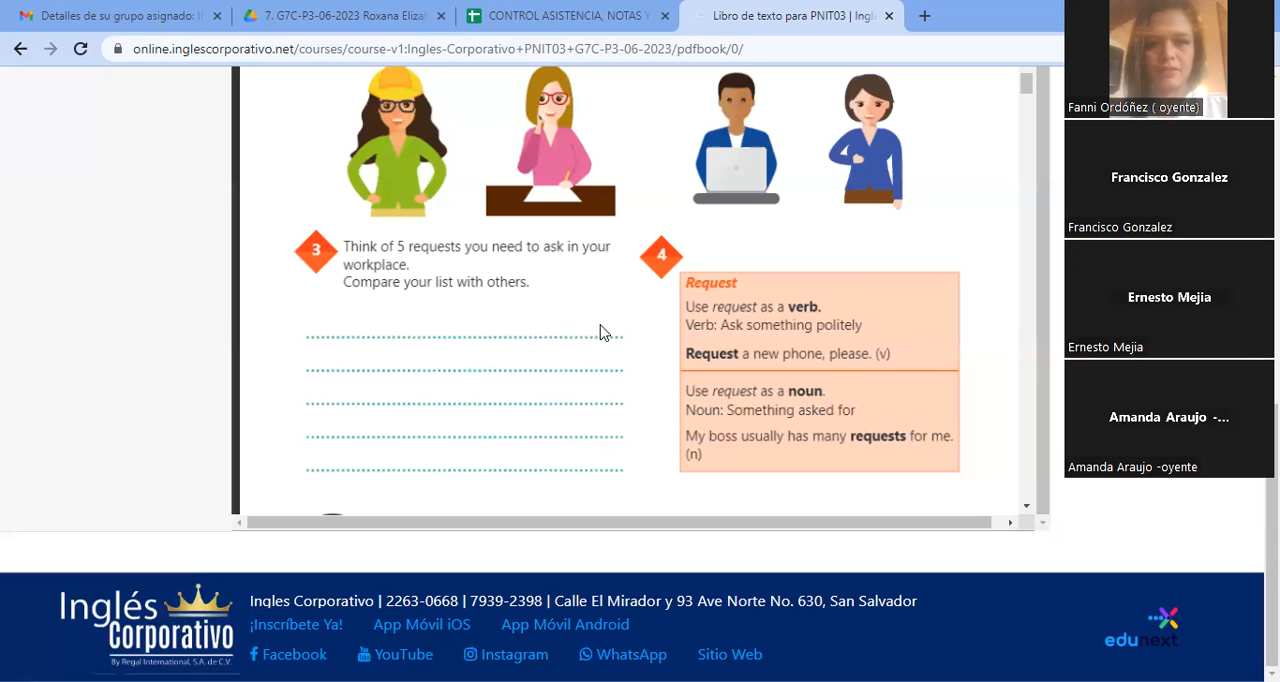 Detalles de su grupo asignado: I
7. G7C-P3-06-2023 Roxana Eliza
CONTROL ASISTENCIA, NOTAS Y
Libro de texto para PNIT03 | Ingl
online.inglescorporativo.net/courses/course-v1:Ingles-Corporativo+PNIT03+G7C-P3-06-2023/pdfbook/0/
Fanni Ordóñez ( oyente)
Francisco Gonzalez
Francisco Gonzalez
Ernesto Mejia
Ernesto Mejia
Amanda Araujo -...
Amanda Araujo -oyente
3
Think of 5 requests you need to ask in your
workplace.
Compare your list with others.
4
Request
Use request as a verb.
Verb: Ask something politely
Request a new phone, please. (v)
Use request as a noun.
Noun: Something asked for
My boss usually has many requests for me.
(n)
Inglés
Corporativo
By Regal International, S.A. de C.V.
Ingles Corporativo | 2263-0668 | 7939-2398 | Calle El Mirador y 93 Ave Norte No. 630, San Salvador
¡Inscríbete Ya! App Móvil iOS App Móvil Android
Facebook YouTube Instagram WhatsApp Sitio Web
edunext